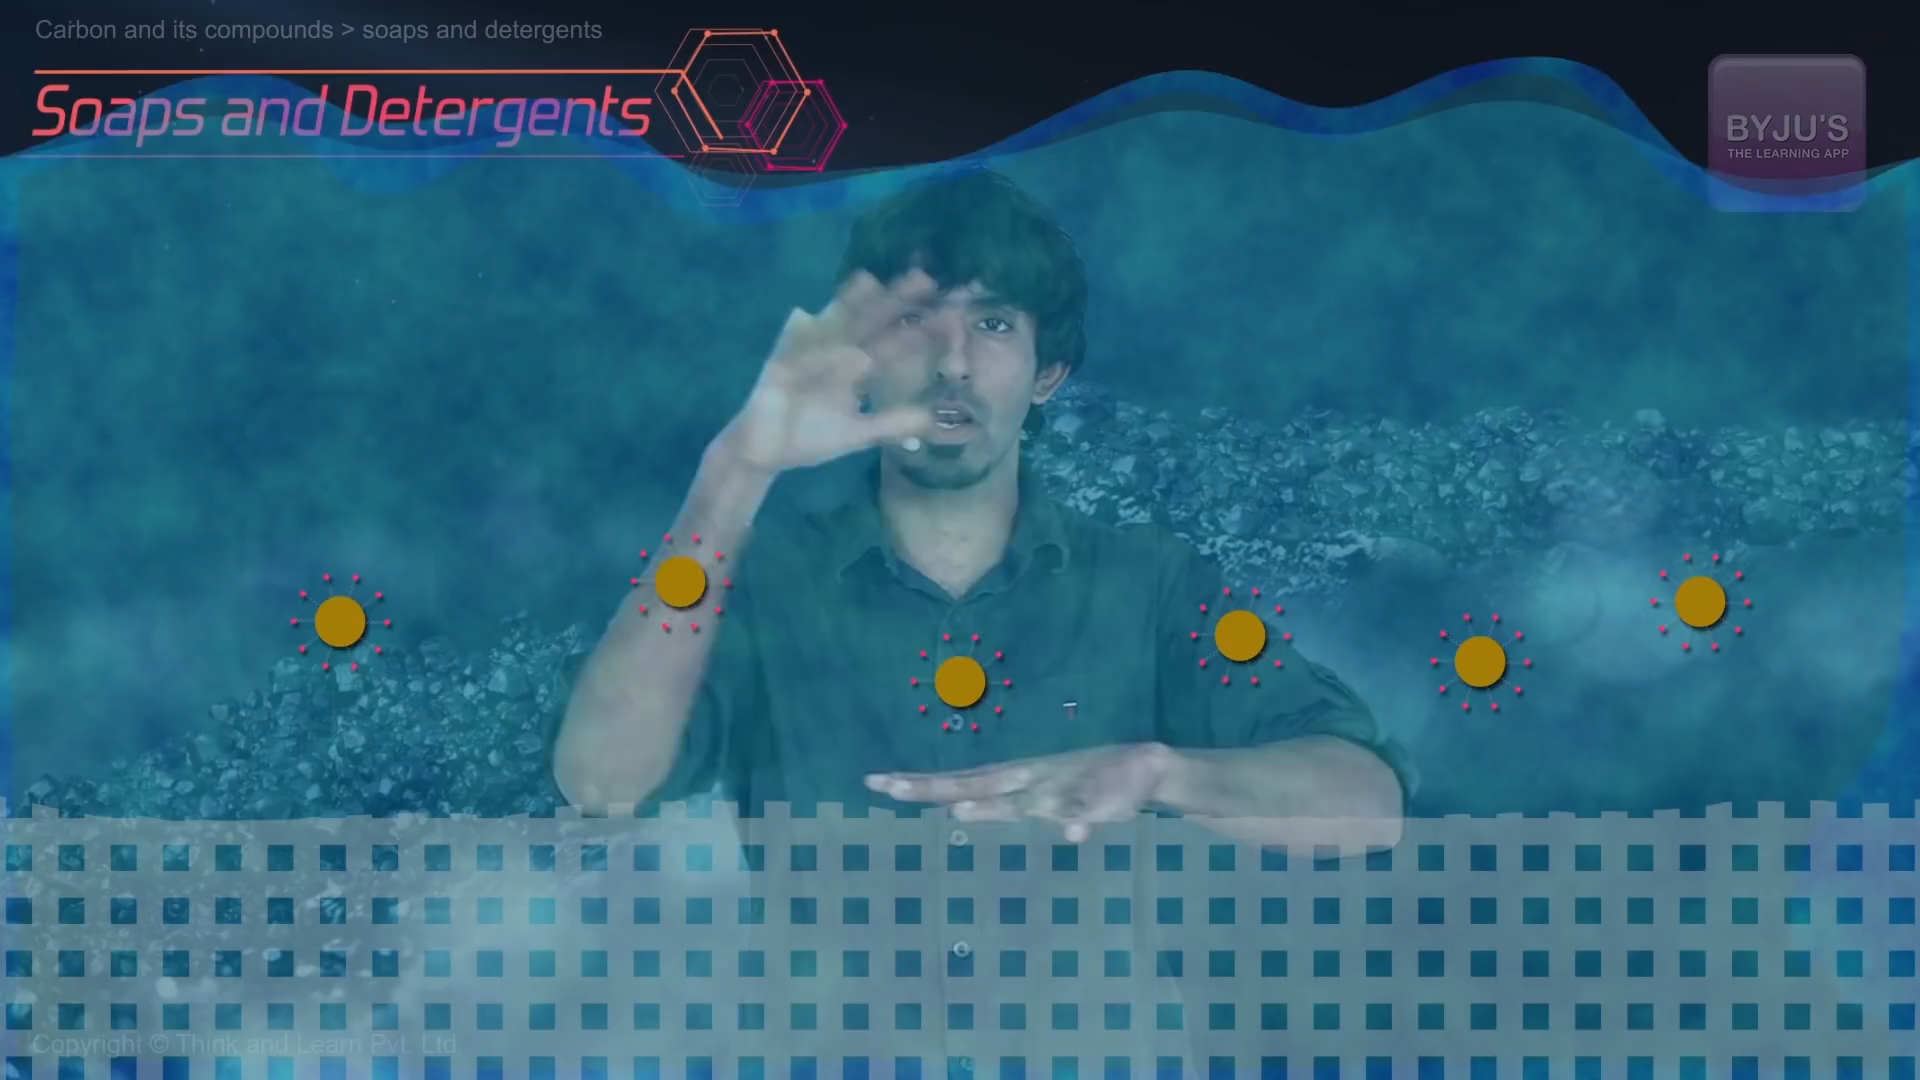 Carbon and its compounds > soaps and detergents
Soaps and Detergents
BYJU'S
THE LEARNING APP
Copyright © Think and Learn Pvt. Ltd